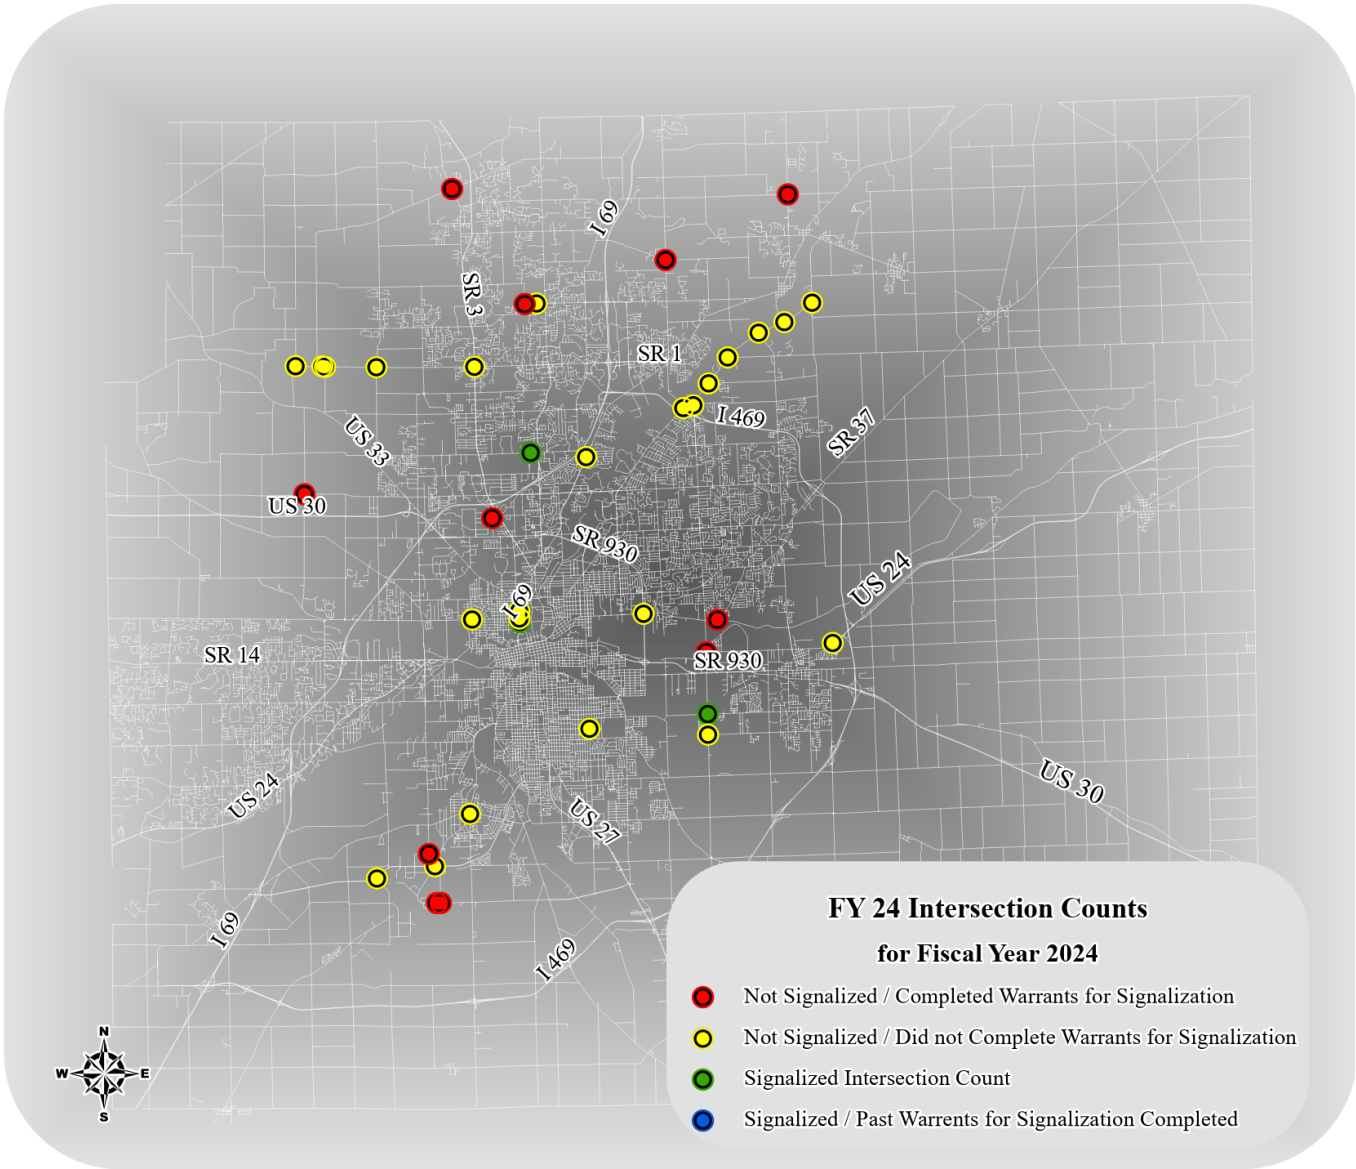 I 69
SR 3
SR 1
I 469
SR 37
US 33
US 30
SR 930
US 24
I 69
SR 14
SR 930
US 24
US 30
US 27
I 69
I 469
FY 24 Intersection Counts
for Fiscal Year 2024
Not Signalized / Completed Warrants for Signalization
Not Signalized / Did not Complete Warrants for Signalization
Signalized Intersection Count
Signalized / Past Warrents for Signalization Completed
N
W E
S